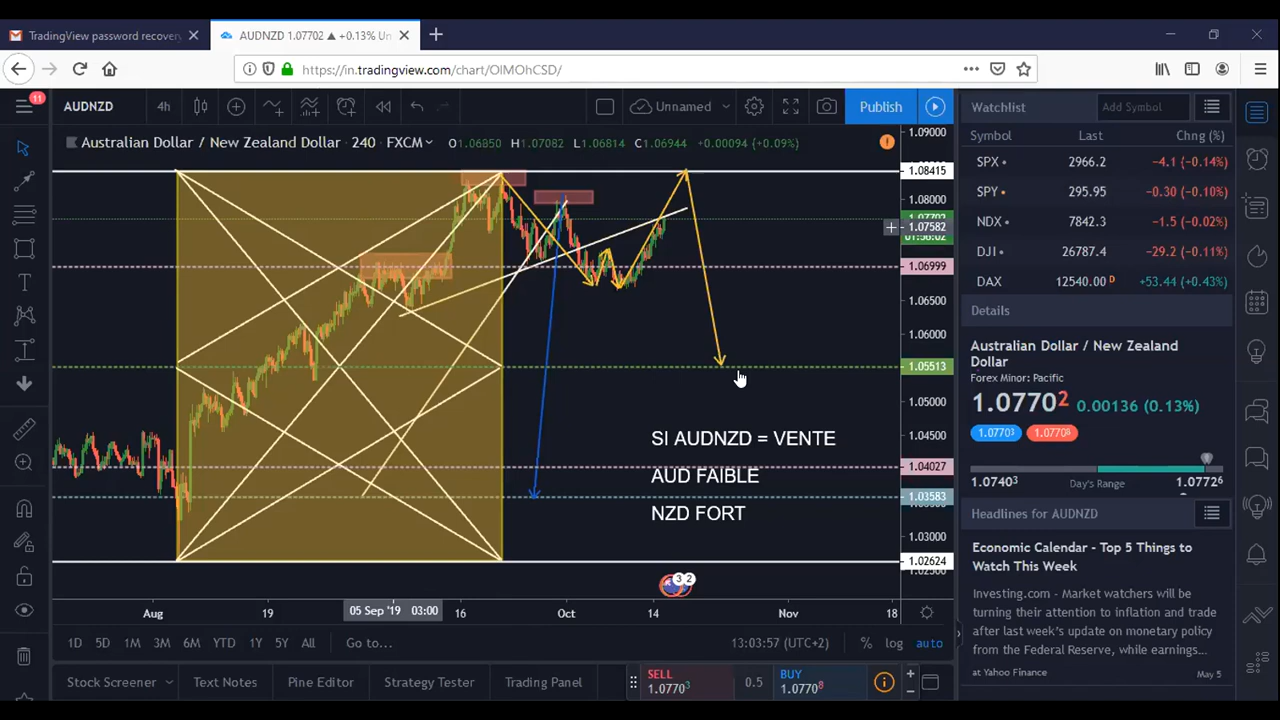 TradingView password recovery
AUDNZD 1.07702 ▲ +0.13% Un
https://in.tradingview.com/chart/OIMOhCSD/
11
AUDNZD
4h
Unnamed
Publish
Watchlist
Add Symbol
Australian Dollar / New Zealand Dollar · 240 · FXCM
O1.06850 H1.07082 L1.06814 C1.06944 +0.00094 (+0.09%)
Symbol Last Chng (%)
SPX 2966.2 -4.1 (-0.14%)
SPY 295.95 -0.30 (-0.10%)
NDX 7842.3 -1.5 (-0.02%)
DJI 26787.4 -29.2 (-0.11%)
DAX 12540.00 D +53.44 (+0.43%)
Details
Australian Dollar / New Zealand
Dollar
Forex Minor: Pacific
1.07702 0.00136 (0.13%)
1.07703 1.07708
1.07403 Day's Range 1.07726
Headlines for AUDNZD
Economic Calendar - Top 5 Things to
Watch This Week
Investing.com - Market watchers will
be turning their attention to inflation and trade
after last week's update on monetary policy
from the Federal Reserve, while earnings...
at Yahoo Finance May 5
1.09000
1.08415
1.08000
1.07582
1.06999
1.06500
1.06000
1.05513
1.05000
1.04500
1.04027
1.03583
1.03000
1.02624
SI AUDNZD = VENTE
AUD FAIBLE
NZD FORT
3 2
Aug 19 05 Sep '19 03:00 16 Oct 14 Nov 18
1D 5D 1M 3M 6M YTD 1Y 5Y All Go to...
13:03:57 (UTC+2) % log auto
Stock Screener Text Notes Pine Editor Strategy Tester Trading Panel
SELL
1.07703
0.5
BUY
1.07708